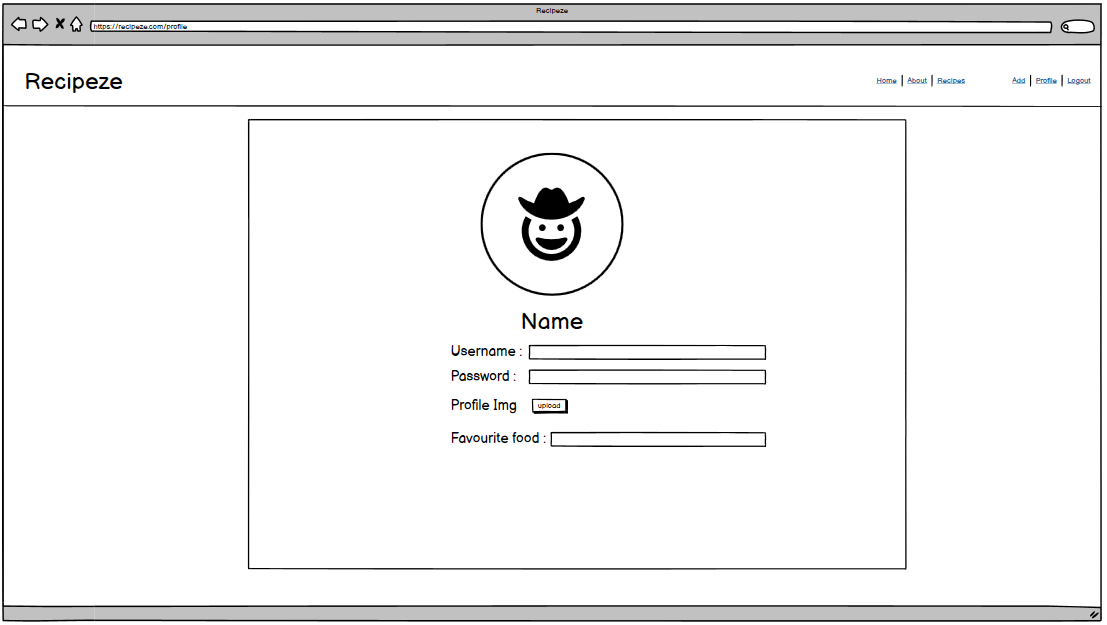 Recipeze
https://recipeze.com/profile
Recipeze
Home | About | Recipes Add | Profile | Logout
Name
Username :
Password :
Profile Img upload
Favourite food :